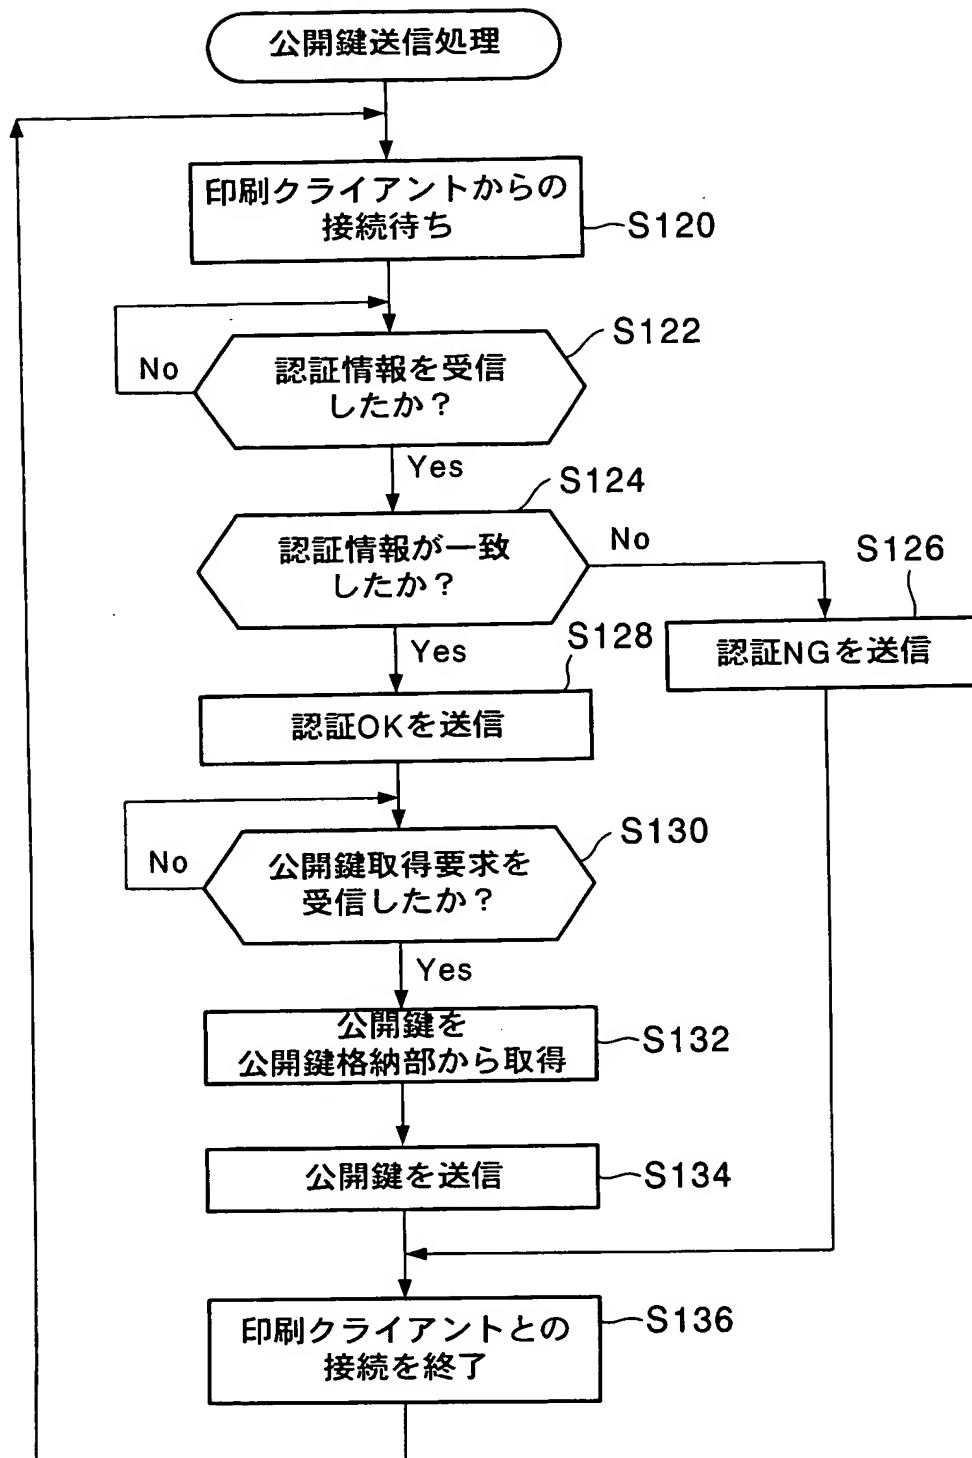 公開鍵送信処理
印刷クライアントからの
接続待ち
S120
S122
認証情報を受信
したか？
No
Yes
S124
認証情報が一致
したか？
No
S126
認証NGを送信
Yes
S128
認証OKを送信
S130
公開鍵取得要求を
受信したか？
No
Yes
公開鍵を
公開鍵格納部から取得
S132
公開鍵を送信
S134
印刷クライアントとの
接続を終了
S136